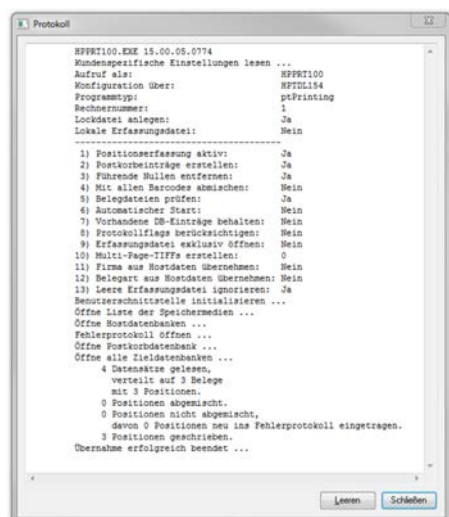 Protokoll
HPPRT100.EXE 15.00.05.0774
Kundenspezifische Einstellungen lesen ...
Aufruf als: HPPRT100
Konfiguration über: HPTDL154
Programmtyp: ptPrinting
Rechnernummer: 1
Lockdatei anlegen: Ja
Lokale Erfassungsdatei: Nein
----------------------------------------
1) Positionserfassung aktiv: Ja
2) Postkorbeinträge erstellen: Ja
3) Führende Nullen entfernen: Ja
4) Mit allen Barcodes abmischen: Nein
5) Belegdateien prüfen: Ja
6) Automatischer Start: Nein
7) Vorhandene DB-Einträge behalten: Nein
8) Protokollflags berücksichtigen: Nein
9) Erfassungsdatei exklusiv öffnen: Nein
10) Multi-Page-TIFFs erstellen: 0
11) Firma aus Hostdaten übernehmen: Nein
12) Belegart aus Hostdaten übernehmen: Nein
13) Leere Erfassungsdatei ignorieren: Ja
Benutzerschnittstelle initialisieren ...
Öffne Liste der Speichermedien ...
Öffne Hostdatenbanken ...
Fehlerprotokoll öffnen ...
Öffne Postkorbdatenbank ...
Öffne alle Zieldatenbanken ...
4 Datensätze gelesen,
verteilt auf 3 Belege
mit 3 Positionen.
0 Positionen abgemischt.
0 Positionen nicht abgemischt,
davon 0 Positionen neu ins Fehlerprotokoll eingetragen.
3 Positionen geschrieben.
Übernahme erfolgreich beendet ...
Leeren Schließen